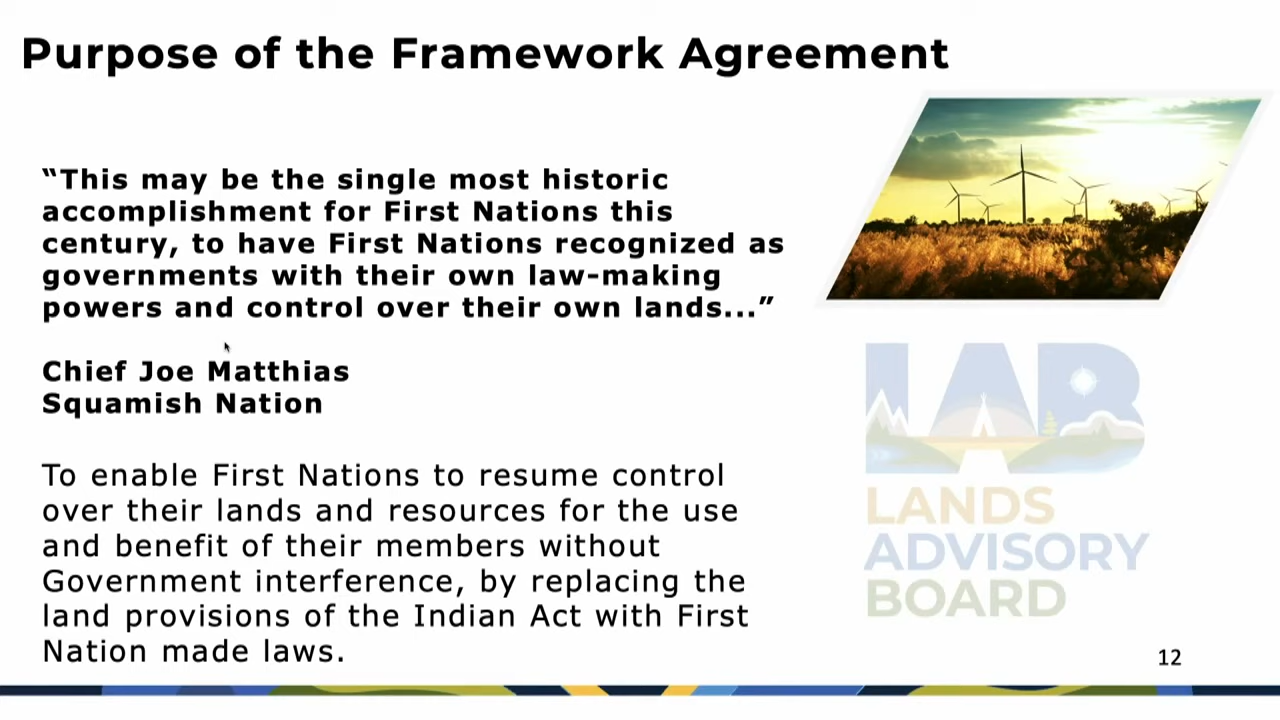 Purpose of the Framework Agreement
“This may be the single most historic
accomplishment for First Nations this
century, to have First Nations recognized as
governments with their own law-making
powers and control over their own lands...”
Chief Joe Matthias
Squamish Nation
To enable First Nations to resume control
over their lands and resources for the use
and benefit of their members without
Government interference, by replacing the
land provisions of the Indian Act with First
Nation made laws.
LAB
LANDS
ADVISORY
BOARD
12